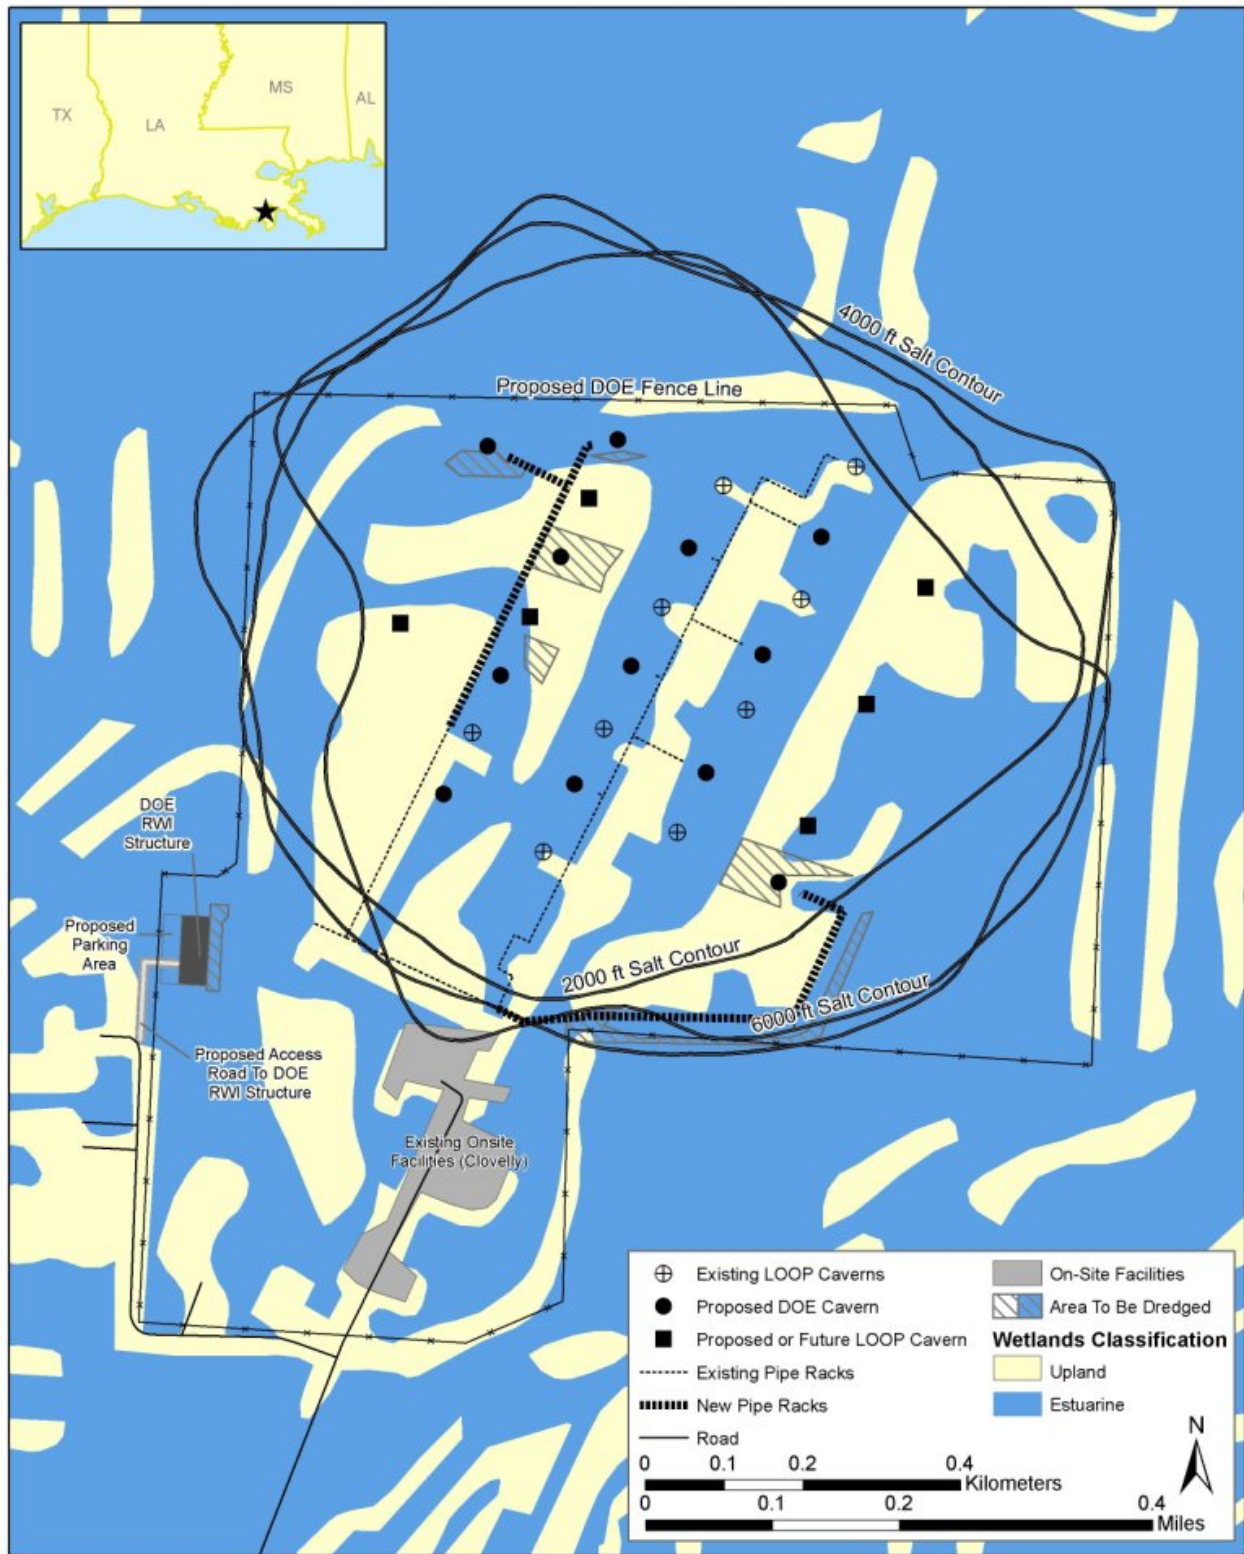 TX
LA
MS
AL
4000 ft Salt Contour
Proposed DOE Fence Line
DOE
RWI
Structure
Proposed
Parking
Area
2000 ft Salt Contour
6000 ft Salt Contour
Proposed Access
Road To DOE
RWI Structure
Existing Onsite
Facilities (Clovelly)
Existing LOOP Caverns
Proposed DOE Cavern
Proposed or Future LOOP Cavern
Existing Pipe Racks
New Pipe Racks
Road
On-Site Facilities
Area To Be Dredged
Wetlands Classification
Upland
Estuarine
N
0 0.1 0.2 0.4
Kilometers
0 0.1 0.2 0.4
Miles